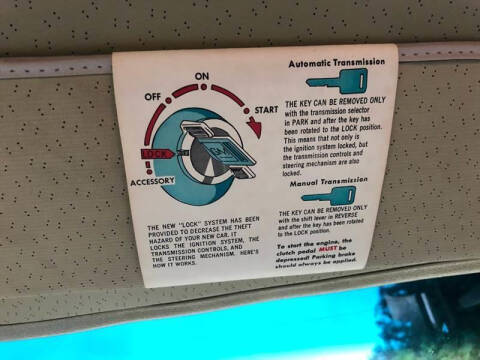 ON
OFF
START
LOCK
ACCESSORY
THE NEW "LOCK" SYSTEM HAS BEEN
PROVIDED TO DECREASE THE THEFT
HAZARD OF YOUR NEW CAR. IT
LOCKS THE IGNITION SYSTEM, THE
TRANSMISSION CONTROLS, AND
THE STEERING MECHANISM. HERE'S
HOW IT WORKS.
Automatic Transmission
THE KEY CAN BE REMOVED ONLY
with the transmission selector
in PARK and after the key has
been rotated to the LOCK position.
This means that not only is
the ignition system locked, but
the transmission controls and
steering mechanism are also
locked.
Manual Transmission
THE KEY CAN BE REMOVED ONLY
with the shift lever in REVERSE
and after the key has been rotated
to the LOCK position.
To start the engine, the
clutch pedal MUST be
depressed! Parking brake
should always be applied.